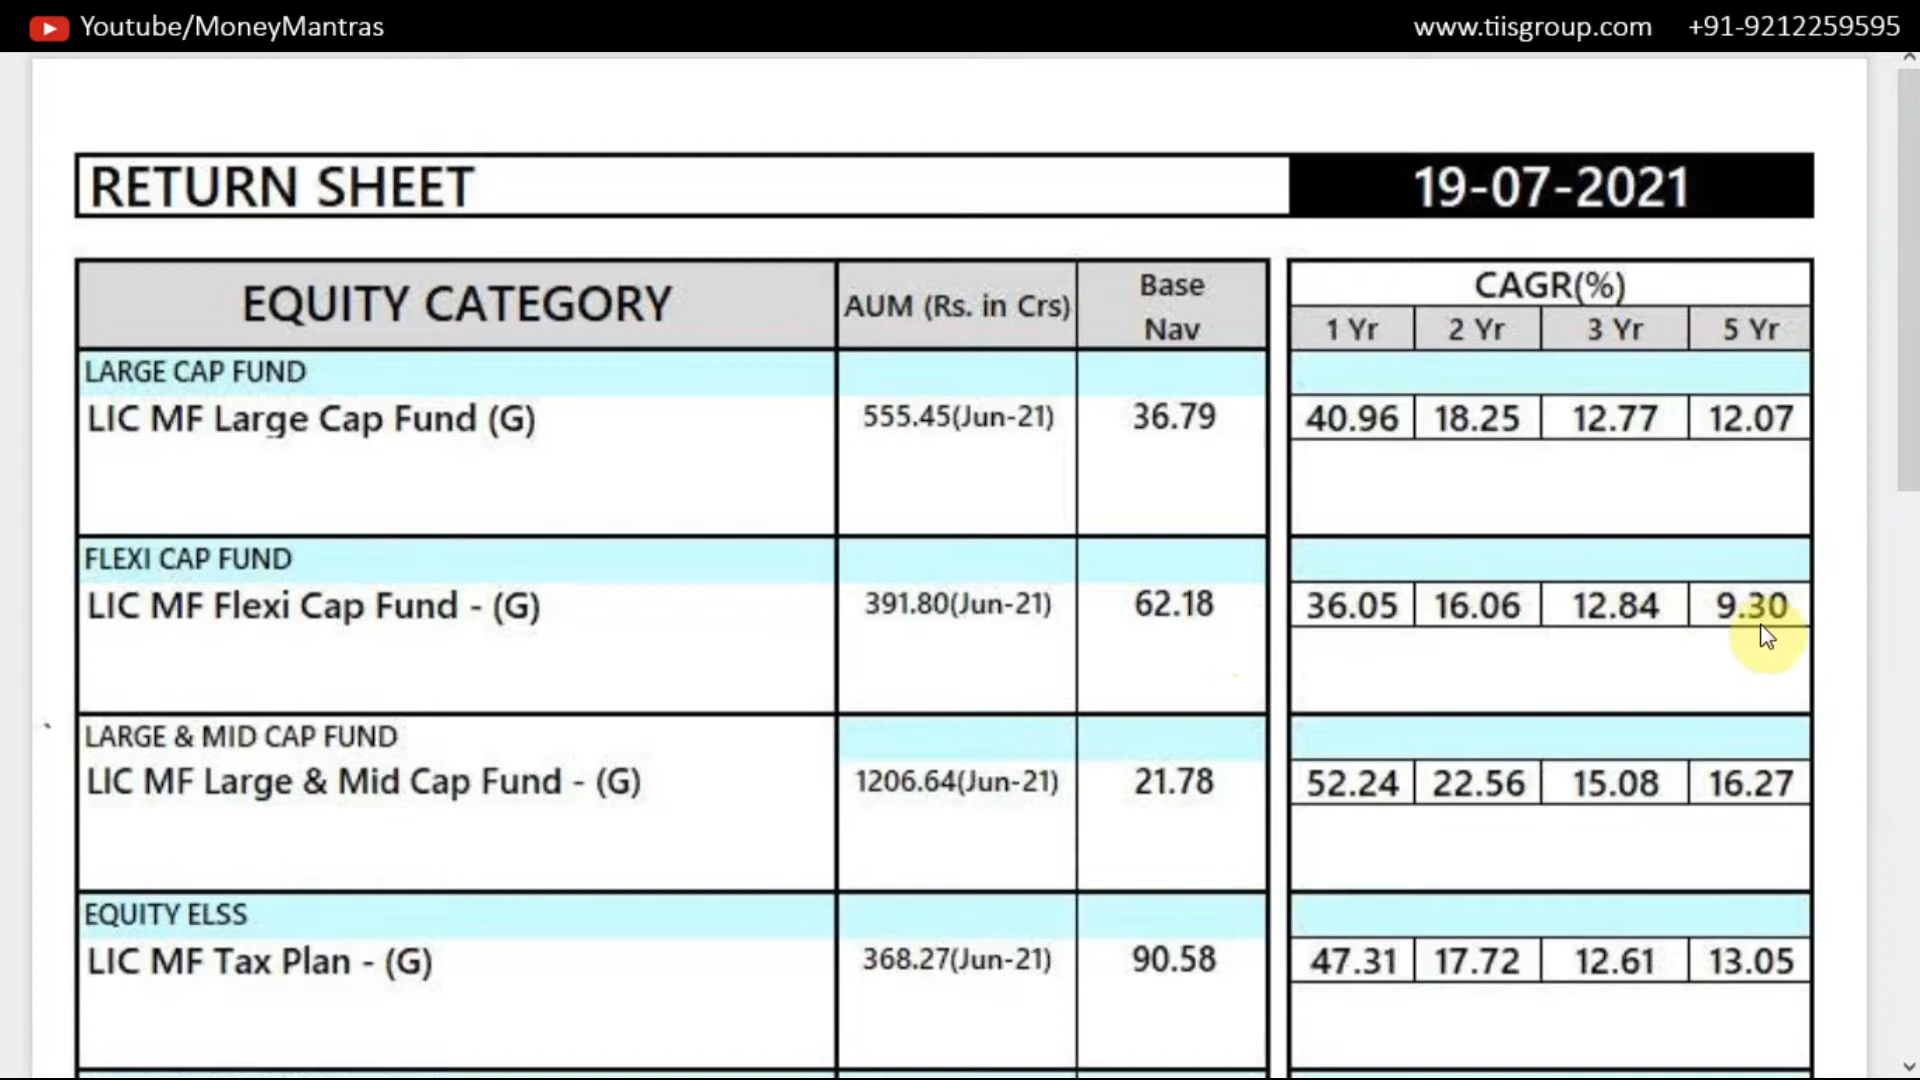 Youtube/MoneyMantras www.tiisgroup.com +91-9212259595
RETURN SHEET 19-07-2021
EQUITY CATEGORY AUM (Rs. in Crs) Base Nav CAGR(%)
1 Yr 2 Yr 3 Yr 5 Yr
LARGE CAP FUND
LIC MF Large Cap Fund (G) 555.45(Jun-21) 36.79 40.96 18.25 12.77 12.07
FLEXI CAP FUND
LIC MF Flexi Cap Fund - (G) 391.80(Jun-21) 62.18 36.05 16.06 12.84 9.30
LARGE & MID CAP FUND
LIC MF Large & Mid Cap Fund - (G) 1206.64(Jun-21) 21.78 52.24 22.56 15.08 16.27
EQUITY ELSS
LIC MF Tax Plan - (G) 368.27(Jun-21) 90.58 47.31 17.72 12.61 13.05